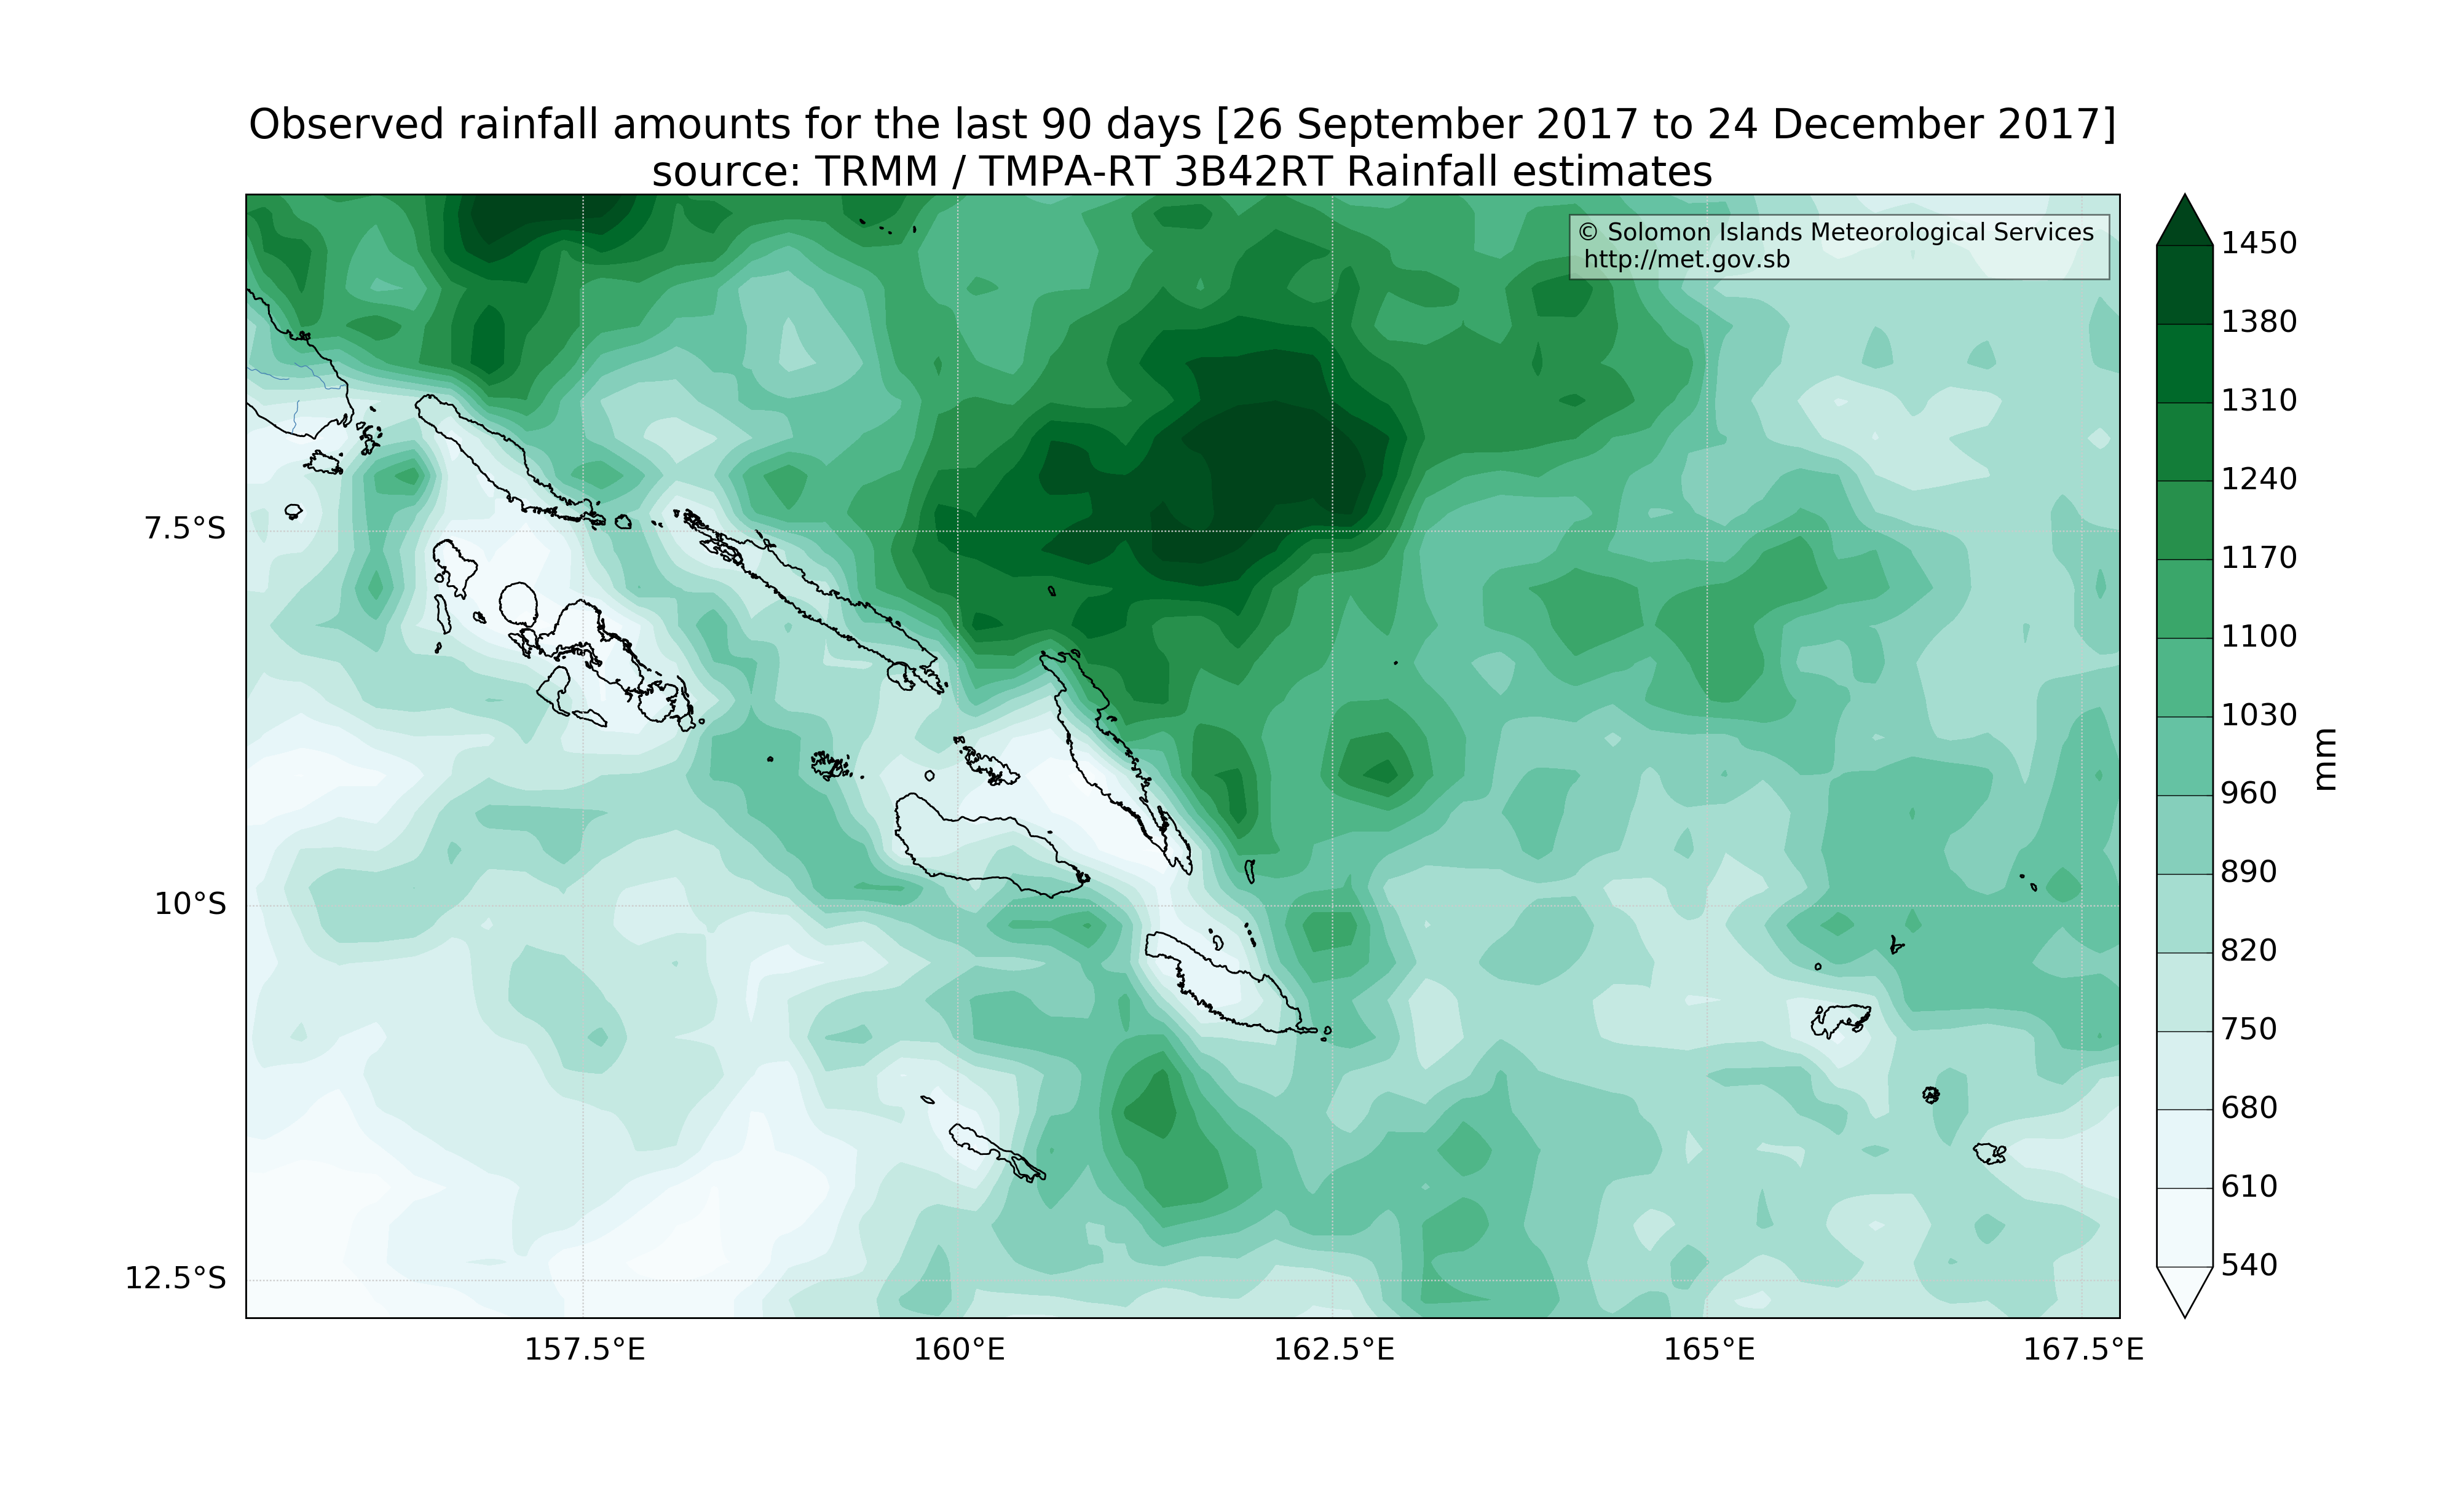 Observed rainfall amounts for the last 90 days [26 September 2017 to 24 December 2017]
source: TRMM / TMPA-RT 3B42RT Rainfall estimates
© Solomon Islands Meteorological Services
http://met.gov.sb
7.5°S
10°S
12.5°S
157.5°E
160°E
162.5°E
165°E
167.5°E
1450
1380
1310
1240
1170
1100
1030
960
890
820
750
680
610
540
mm